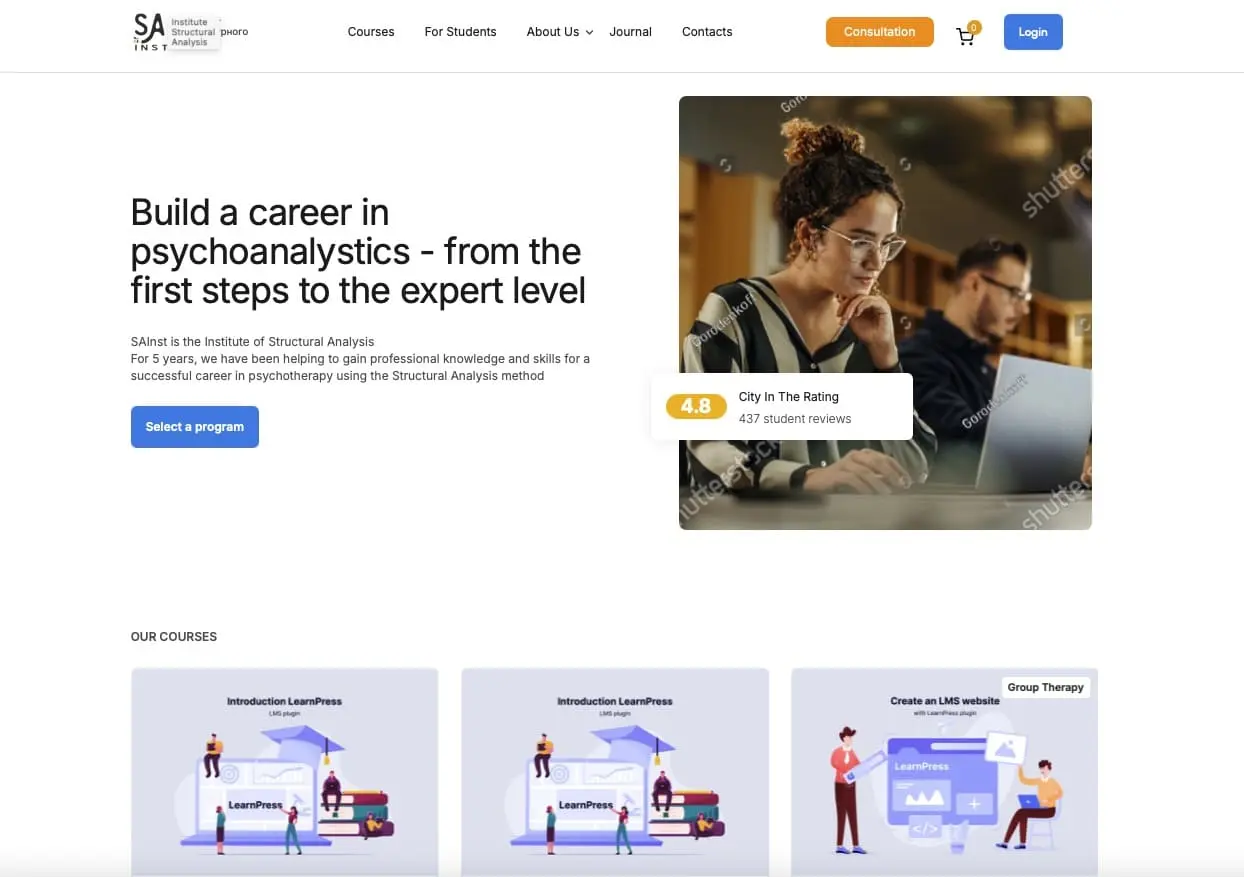 SA
INST
Institute
Structural
Analysis
рного
Courses
For Students
About Us
Journal
Contacts
Consultation
0
Login
Build a career in
psychoanalystics - from the
first steps to the expert level
SAInst is the Institute of Structural Analysis
For 5 years, we have been helping to gain professional knowledge and skills for a
successful career in psychotherapy using the Structural Analysis method
Select a program
Goro
shutterst
Gorodenkoff
4.8 City In The Rating
437 student reviews
Gorodenkoff
shutterstock
shutter
OUR COURSES
Introduction LearnPress
LMS plugin
LearnPress
Introduction LearnPress
LMS plugin
LearnPress
Group Therapy
Create an LMS website
with LearnPress plugin
LearnPress
</>